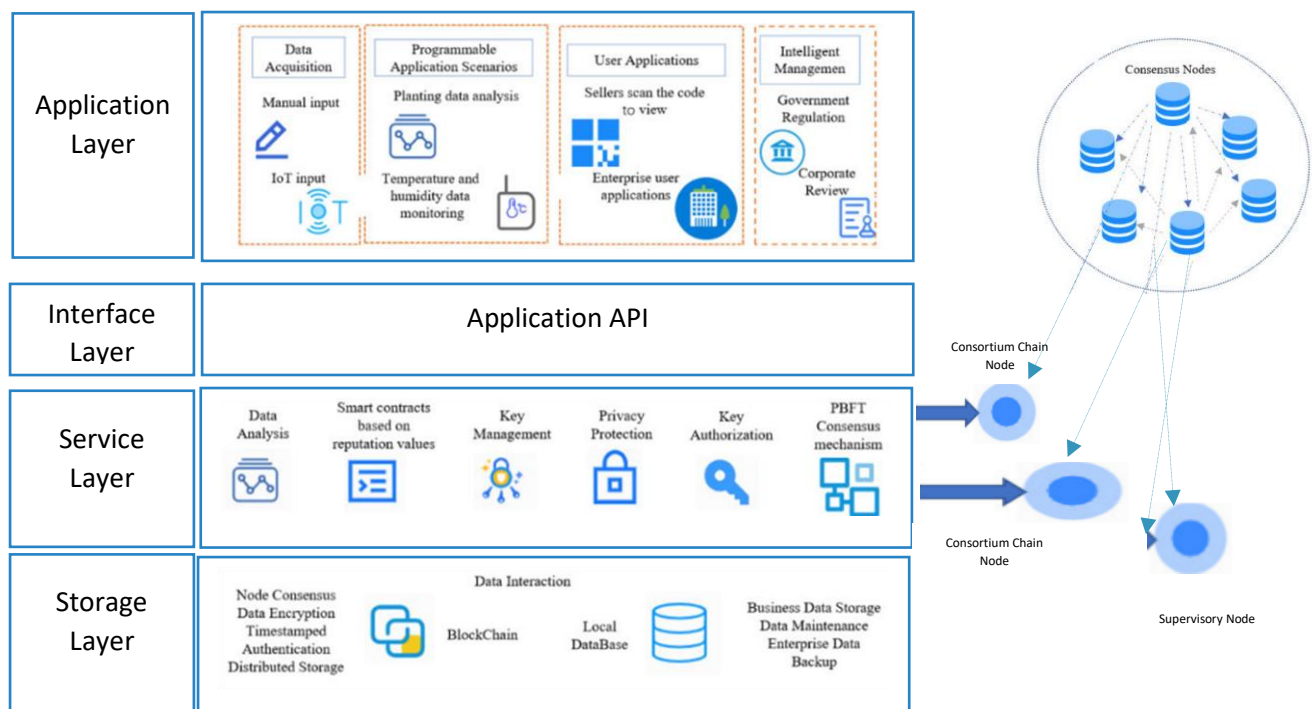 Application
Layer
Data
Acquisition
Manual input
IoT input
I O T
Programmable
Application Scenarios
Planting data analysis
Temperature and
humidity data
monitoring
℃
User Applications
Sellers scan the code
to view
Enterprise user
applications
Intelligent
Managemen
Government
Regulation
Corporate
Review
Consensus Nodes
Interface
Layer
Application API
Service
Layer
Data
Analysis
Smart contracts
based on
reputation values
Key
Management
Privacy
Protection
Key
Authorization
PBFT
Consensus
mechanism
Consortium Chain
Node
Consortium Chain
Node
Supervisory Node
Storage
Layer
Data Interaction
Node Consensus
Data Encryption
Timestamped
Authentication
Distributed Storage
BlockChain
Local
DataBase
Business Data Storage
Data Maintenance
Enterprise Data
Backup